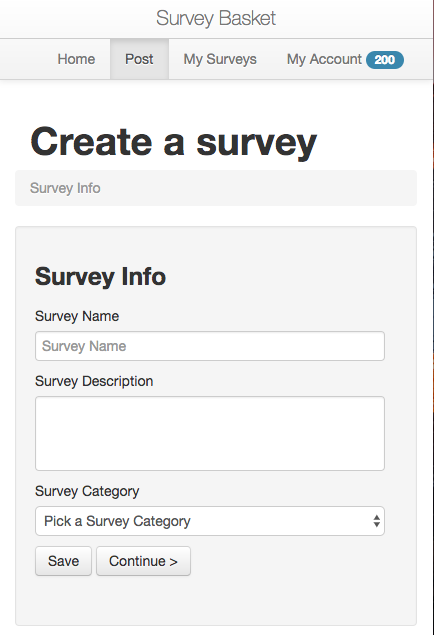 Survey Basket
Home Post My Surveys My Account 200
Create a survey
Survey Info
Survey Info
Survey Name
Survey Name
Survey Description
Survey Category
Pick a Survey Category
Save Continue >